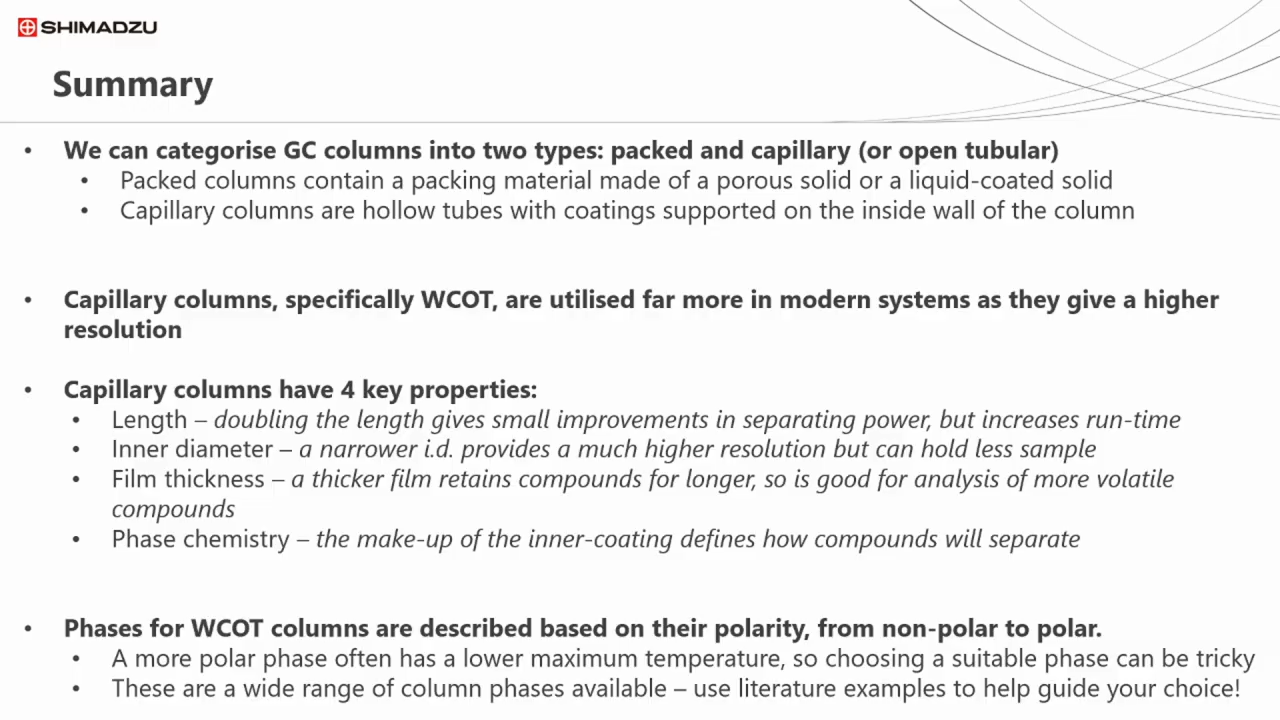 SHIMADZU
Summary
• We can categorise GC columns into two types: packed and capillary (or open tubular)
• Packed columns contain a packing material made of a porous solid or a liquid-coated solid
• Capillary columns are hollow tubes with coatings supported on the inside wall of the column
• Capillary columns, specifically WCOT, are utilised far more in modern systems as they give a higher
resolution
• Capillary columns have 4 key properties:
• Length – doubling the length gives small improvements in separating power, but increases run-time
• Inner diameter – a narrower i.d. provides a much higher resolution but can hold less sample
• Film thickness – a thicker film retains compounds for longer, so is good for analysis of more volatile
compounds
• Phase chemistry – the make-up of the inner-coating defines how compounds will separate
• Phases for WCOT columns are described based on their polarity, from non-polar to polar.
• A more polar phase often has a lower maximum temperature, so choosing a suitable phase can be tricky
• These are a wide range of column phases available – use literature examples to help guide your choice!